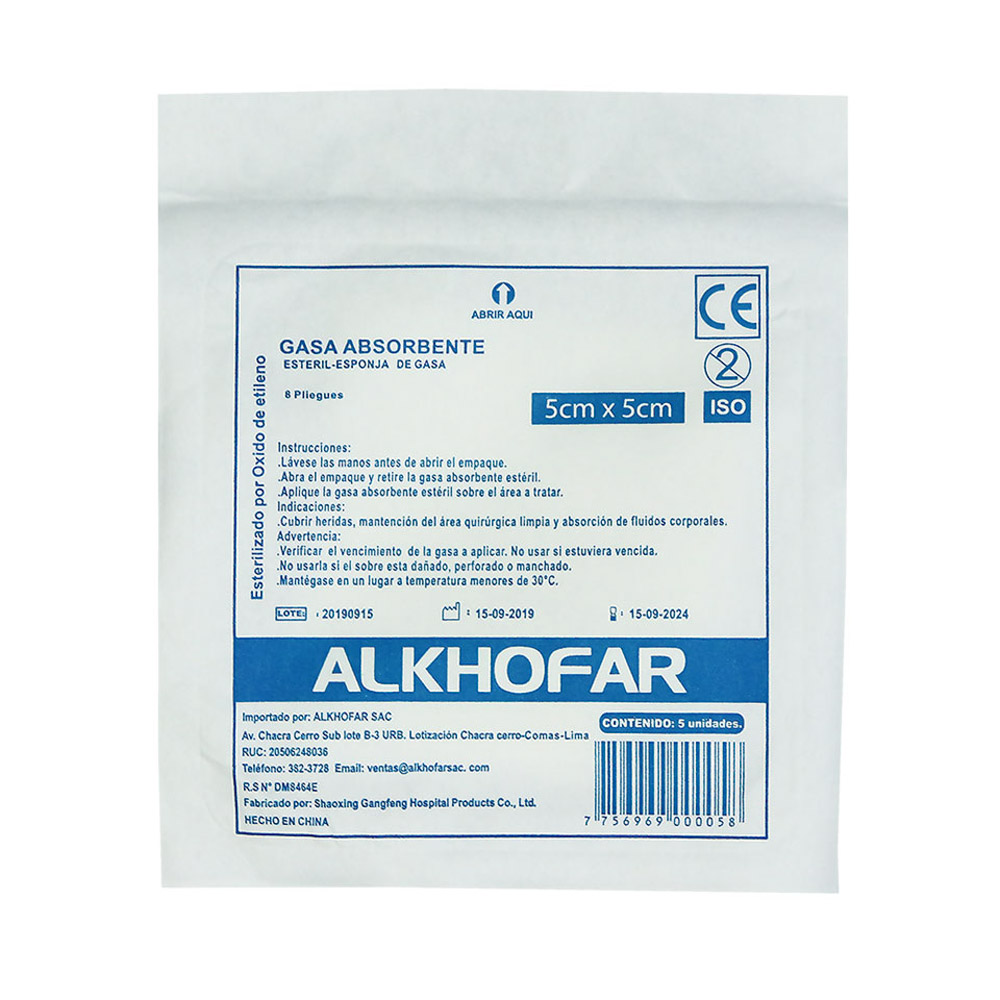 ABRIR AQUI
CE
GASA ABSORBENTE
ESTERIL-ESPONJA DE GASA
2
8 Pliegues
5cm x 5cm
ISO
Esterilizado por Oxido de etileno
Instrucciones:
.Lávese las manos antes de abrir el empaque.
.Abra el empaque y retire la gasa absorbente estéril.
.Aplique la gasa absorbente estéril sobre el área a tratar.
Indicaciones:
.Cubrir heridas, mantención del área quirúrgica limpia y absorción de fluidos corporales.
Advertencia:
.Verificar el vencimiento de la gasa a aplicar. No usar si estuviera vencida.
.No usarla si el sobre esta dañado, perforado o manchado.
.Mantégase en un lugar a temperatura menores de 30°C.
LOTE: : 20190915 : 15-09-2019 : 15-09-2024
ALKHOFAR
Importado por: ALKHOFAR SAC
CONTENIDO: 5 unidades.
Av. Chacra Cerro Sub lote B-3 URB. Lotización Chacra cerro-Comas-Lima
RUC: 20506248036
Teléfono: 382-3728 Email: ventas@alkhofarsac. com
R.S N° DM8464E
Fabricado por: Shaoxing Gangfeng Hospital Products Co., Ltd.
HECHO EN CHINA
7 756969 000058